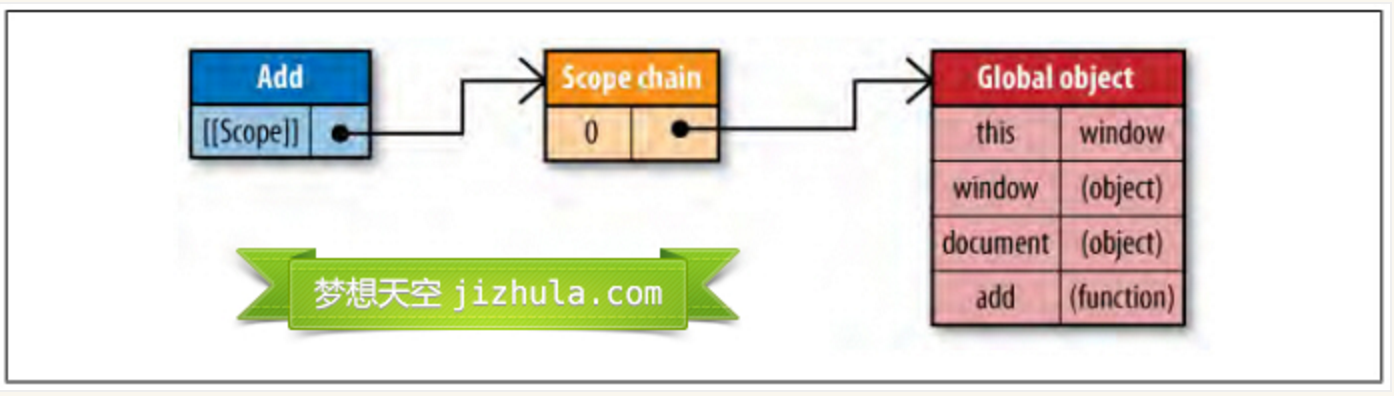 Add
[[Scope]]
Scope chain
0
Global object
this window
window (object)
document (object)
add (function)
梦想天空 jizhula.com